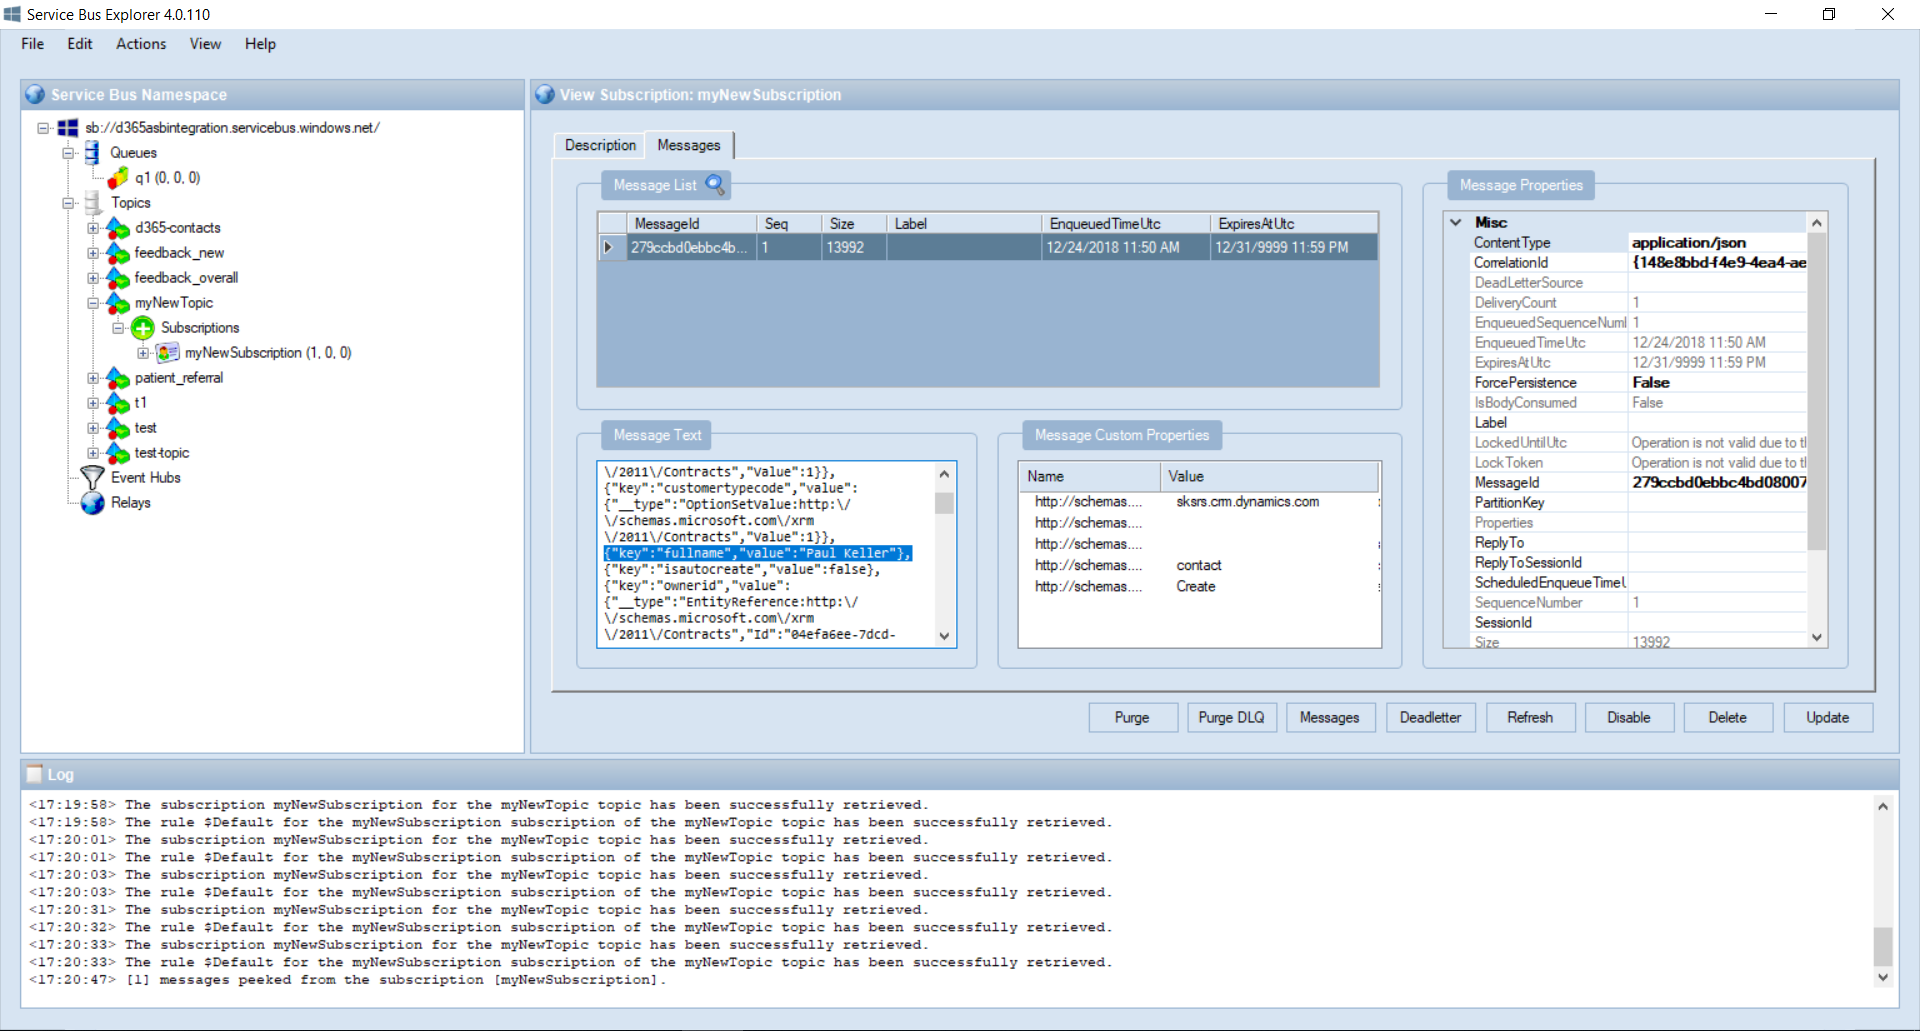 Service Bus Explorer 4.0.110
File Edit Actions View Help
Service Bus Namespace
sb://d365asbintegration.servicebus.windows.net/
Queues
q1 (0, 0, 0)
Topics
d365-contacts
feedback_new
feedback_overall
myNewTopic
Subscriptions
myNewSubscription (1, 0, 0)
patient_referral
t1
test
test-topic
Event Hubs
Relays
View Subscription: myNewSubscription
Description Messages
Message List
MessageId Seq Size Label EnqueuedTimeUtc ExpiresAtUtc
279ccbd0ebbc4b... 1 13992 12/24/2018 11:50 AM 12/31/9999 11:59 PM
Message Text
\/2011\/Contracts","Value":1}},
{"key":"customertypecode","value":
{"__type":"OptionSetValue:http:\/
\/schemas.microsoft.com\/xrm
\/2011\/Contracts","Value":1}},
{"key":"fullname","value":"Paul Keller"},
{"key":"isautocreate","value":false},
{"key":"ownerid","value":
{"__type":"EntityReference:http:\/
\/schemas.microsoft.com\/xrm
\/2011\/Contracts","Id":"04efa6ee-7dcd-
Message Custom Properties
Name Value
http://schemas.... sksrs.crm.dynamics.com
http://schemas....
http://schemas....
http://schemas.... contact
http://schemas.... Create
Message Properties
Misc
ContentType application/json
CorrelationId {148e8bbd-f4e9-4ea4-ae
DeadLetterSource
DeliveryCount 1
EnqueuedSequenceNuml 1
EnqueuedTimeUtc 12/24/2018 11:50 AM
ExpiresAtUtc 12/31/9999 11:59 PM
ForcePersistence False
IsBodyConsumed False
Label
LockedUntilUtc Operation is not valid due to tl
LockToken Operation is not valid due to tl
MessageId 279ccbd0ebbc4bd08007
PartitionKey
Properties
ReplyTo
ReplyToSessionId
ScheduledEnqueueTimeU
SequenceNumber 1
SessionId
Size 13992
Purge Purge DLQ Messages Deadletter Refresh Disable Delete Update
Log
<17:19:58> The subscription myNewSubscription for the myNewTopic topic has been successfully retrieved.
<17:19:58> The rule $Default for the myNewSubscription subscription of the myNewTopic topic has been successfully retrieved.
<17:20:01> The subscription myNewSubscription for the myNewTopic topic has been successfully retrieved.
<17:20:01> The rule $Default for the myNewSubscription subscription of the myNewTopic topic has been successfully retrieved.
<17:20:03> The subscription myNewSubscription for the myNewTopic topic has been successfully retrieved.
<17:20:03> The rule $Default for the myNewSubscription subscription of the myNewTopic topic has been successfully retrieved.
<17:20:31> The subscription myNewSubscription for the myNewTopic topic has been successfully retrieved.
<17:20:32> The rule $Default for the myNewSubscription subscription of the myNewTopic topic has been successfully retrieved.
<17:20:33> The subscription myNewSubscription for the myNewTopic topic has been successfully retrieved.
<17:20:33> The rule $Default for the myNewSubscription subscription of the myNewTopic topic has been successfully retrieved.
<17:20:47> [1] messages peeked from the subscription [myNewSubscription].